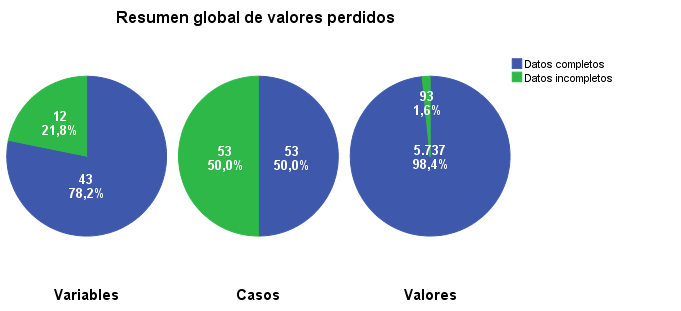 Resumen global de valores perdidos
Datos completos
Datos incompletos
12
21,8%
43
78,2%
53
50,0%
53
50,0%
93
1,6%
5.737
98,4%
Variables
Casos
Valores